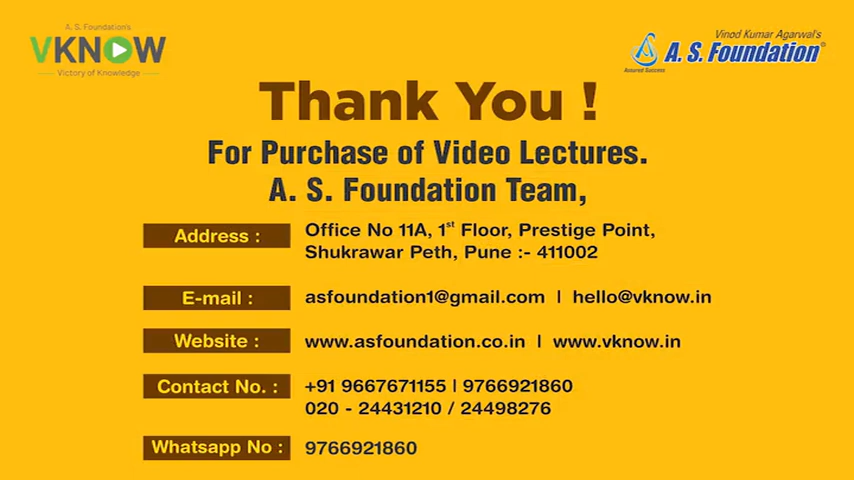 A. S. Foundation's
VKNOW
Victory of Knowledge
Vinod Kumar Agarwal's
A. S. Foundation®
Assured Success
Thank You !
For Purchase of Video Lectures.
A. S. Foundation Team,
Address :
Office No 11A, 1st Floor, Prestige Point,
Shukrawar Peth, Pune :- 411002
E-mail :
asfoundation1@gmail.com | hello@vknow.in
Website :
www.asfoundation.co.in | www.vknow.in
Contact No. :
+91 9667671155 | 9766921860
020 - 24431210 / 24498276
Whatsapp No :
9766921860